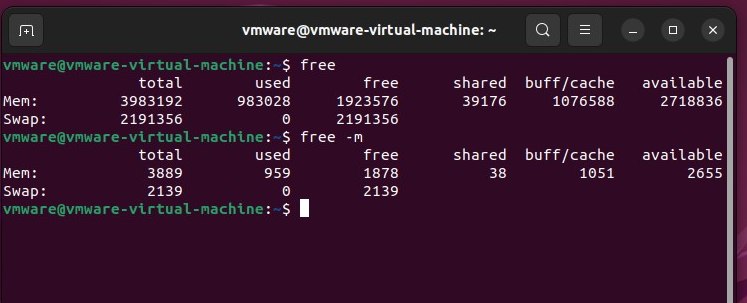 vmware@vmware-virtual-machine: ~
vmware@vmware-virtual-machine:~$ free
total used free shared buff/cache available
Mem: 3983192 983028 1923576 39176 1076588 2718836
Swap: 2191356 0 2191356
vmware@vmware-virtual-machine:~$ free -m
total used free shared buff/cache available
Mem: 3889 959 1878 38 1051 2655
Swap: 2139 0 2139
vmware@vmware-virtual-machine:~$